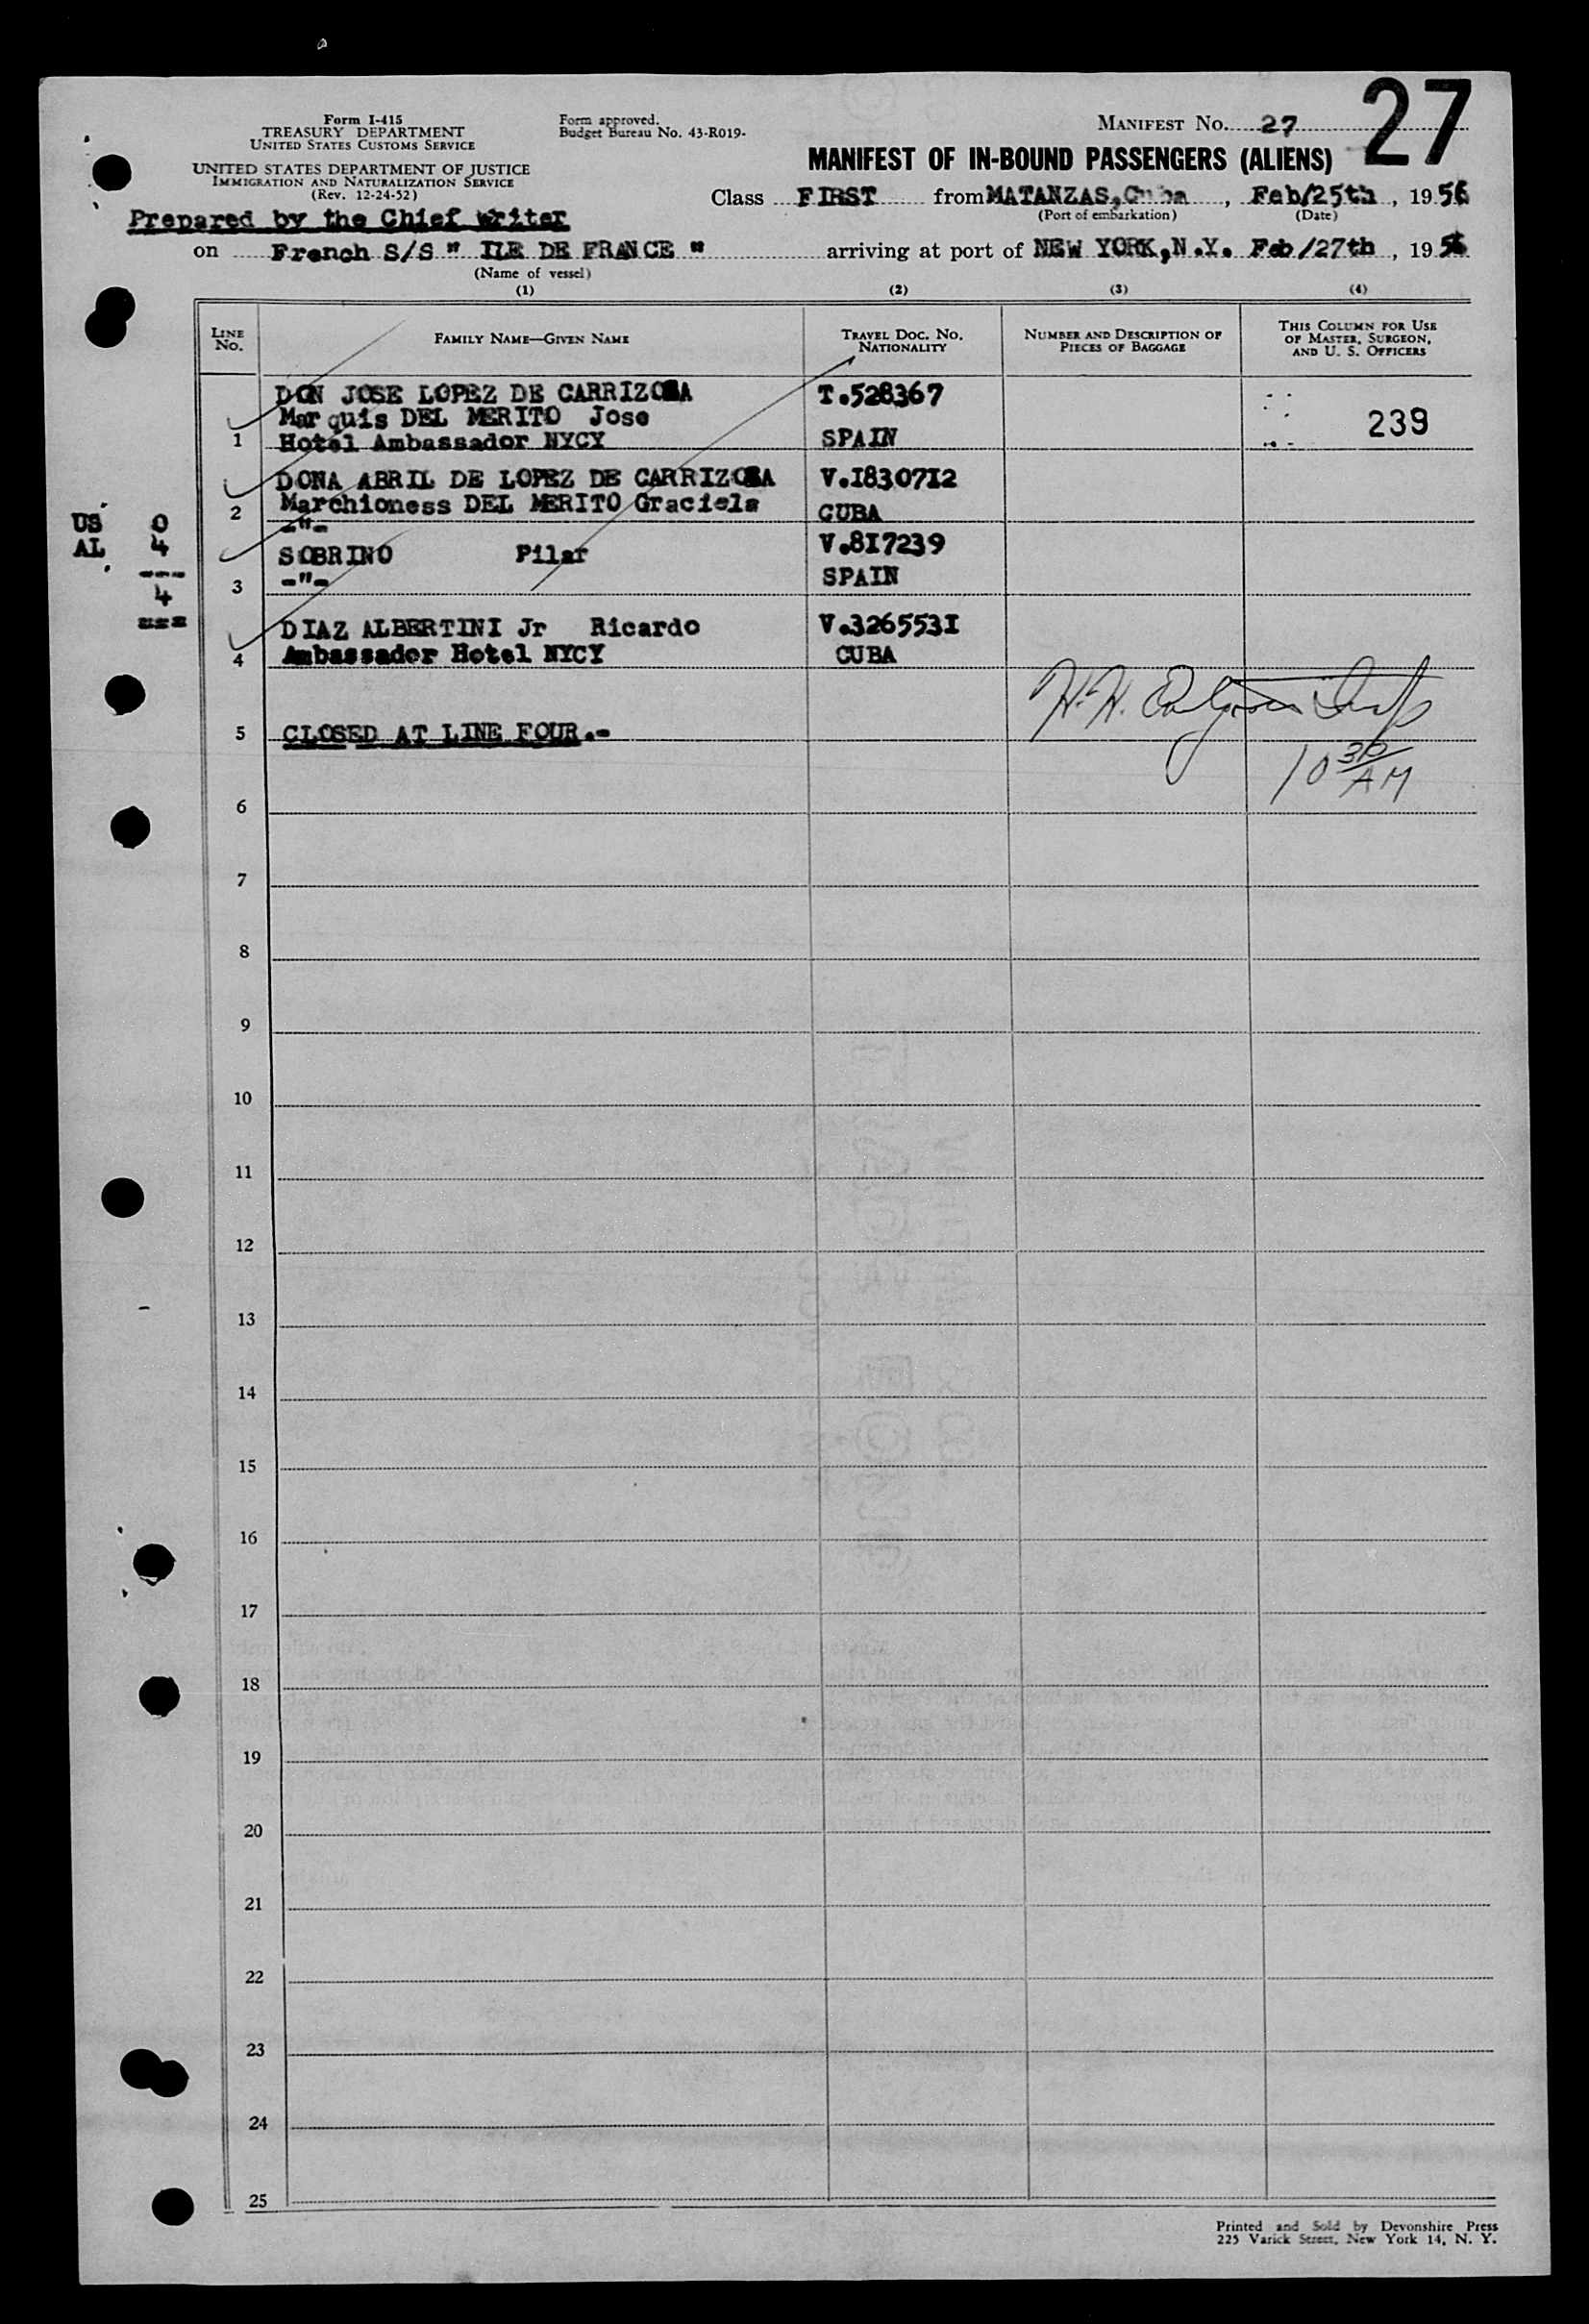 27
Form I-415
TREASURY DEPARTMENT
UNITED STATES CUSTOMS SERVICE
UNITED STATES DEPARTMENT OF JUSTICE
IMMIGRATION AND NATURALIZATION SERVICE
(Rev. 12-24-52)
Form approved.
Budget Bureau No. 43-R019-
MANIFEST NO. 27
MANIFEST OF IN-BOUND PASSENGERS (ALIENS)
Class FIRST from MATANZAS, Cuba, Feb/25th, 1956
(Port of embarkation) (Date)
Prepared by the Chief Writer
on French S/S " ILE DE FRANCE " arriving at port of NEW YORK, N.Y. Feb/27th, 1956
(Name of vessel)
(1) (2) (3) (4)
LINE NO.
FAMILY NAME—GIVEN NAME
TRAVEL DOC. NO. NATIONALITY
NUMBER AND DESCRIPTION OF PIECES OF BAGGAGE
THIS COLUMN FOR USE OF MASTER, SURGEON, AND U. S. OFFICERS
DON JOSE LOPEZ DE CARRIZOSA T.528367
Marquis DEL MERITO Jose 239
1 Hotel Ambassador NYCY SPAIN
DONA ABRIL DE LOPEZ DE CARRIZOSA V.1830712
2 Marchioness DEL MERITO Graciela CUBA
-"-
US 0
AL 4
---
4
===
SOBRINO Pilar V.817239
3 -"- SPAIN
DIAZ ALBERTINI Jr Ricardo V.3265531
4 Ambassador Hotel NYCY CUBA
H.H.
5 CLOSED AT LINE FOUR.-
10 30 AM
6
7
8
9
10
11
12
13
14
15
16
17
18
19
20
21
22
23
24
25
Printed and Sold by Devonshire Press
225 Varick Street, New York 14, N. Y.